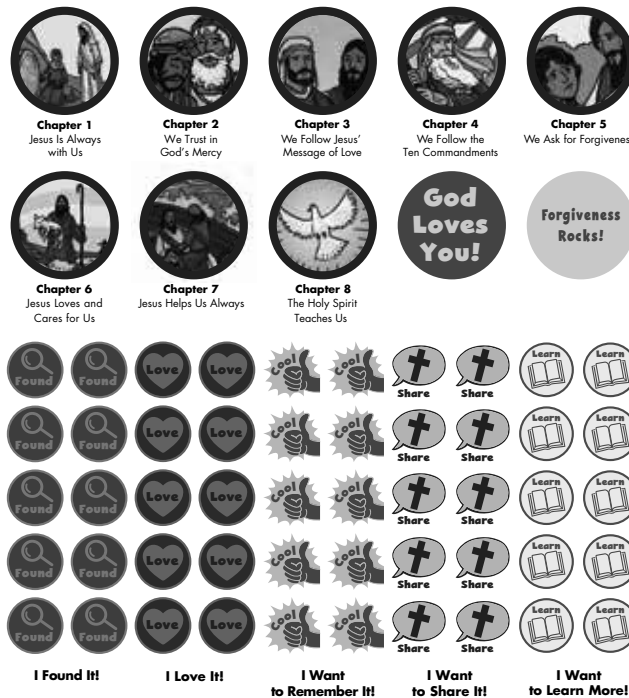 Chapter 1
Jesus Is Always
with Us
Chapter 2
We Trust in
God's Mercy
Chapter 3
We Follow Jesus'
Message of Love
Chapter 4
We Follow the
Ten Commandments
Chapter 5
We Ask for Forgivenes
Chapter 6
Jesus Loves and
Cares for Us
Chapter 7
Jesus Helps Us Always
Chapter 8
The Holy Spirit
Teaches Us
God
Loves
You!
Forgiveness
Rocks!
Found Found Love Love Cool Cool Share Share Learn Learn
Found Found Love Love Cool Cool Share Share Learn Learn
Found Found Love Love Cool Cool Share Share Learn Learn
Found Found Love Love Cool Cool Share Share Learn Learn
Found Found Love Love Cool Cool Share Share Learn Learn
I Found It!
I Love It!
I Want
to Remember It!
I Want
to Share It!
I Want
to Learn More!